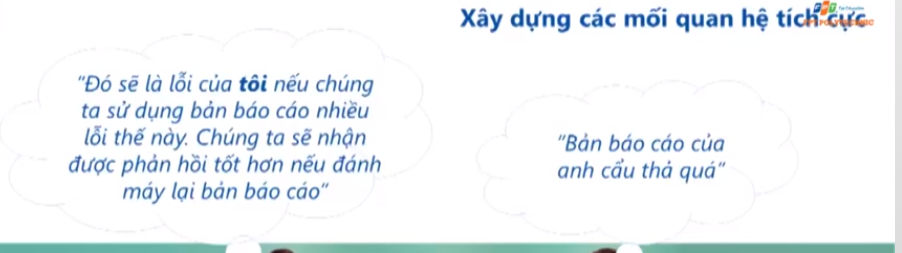 Xây dựng các mối quan hệ tích cực
"Đó sẽ là lỗi của tôi nếu chúng
ta sử dụng bản báo cáo nhiều
lỗi thế này. Chúng ta sẽ nhận
được phản hồi tốt hơn nếu đánh
máy lại bản báo cáo"
"Bản báo cáo của
anh cẩu thả quá"